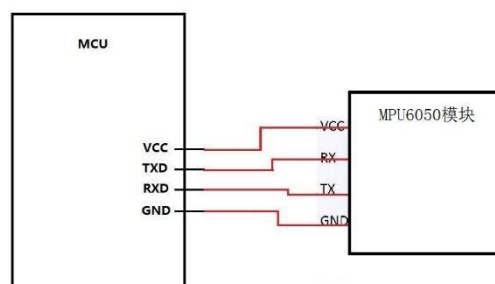 MCU
VCC
TXD
RXD
GND
MPU6050模块
VCC
RX
TX
GND